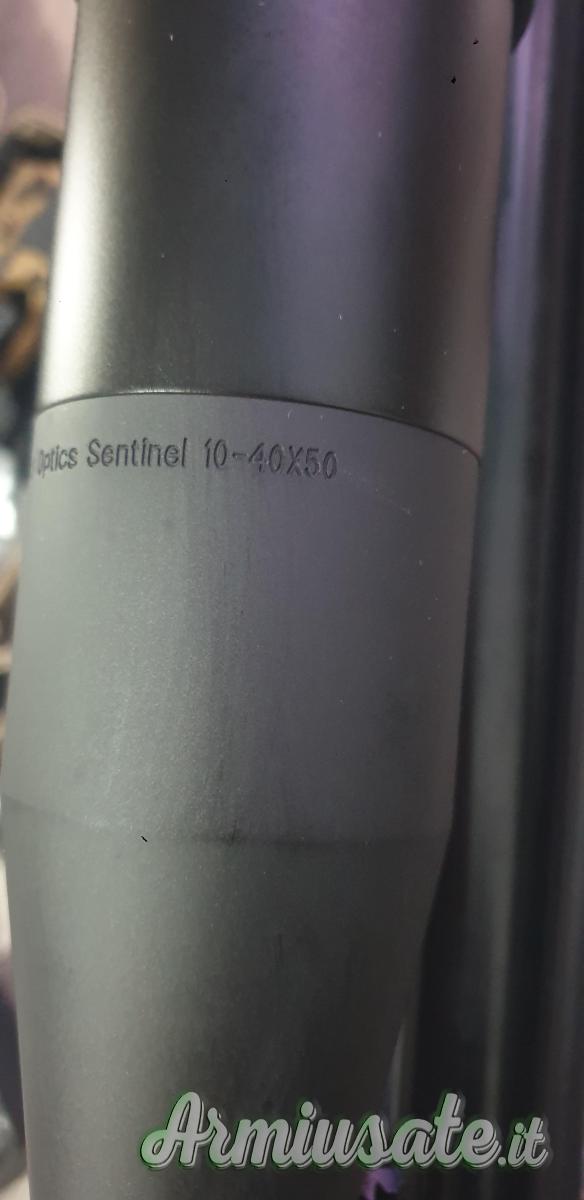 Optics Sentinel 10-40X50
Armiusate.it